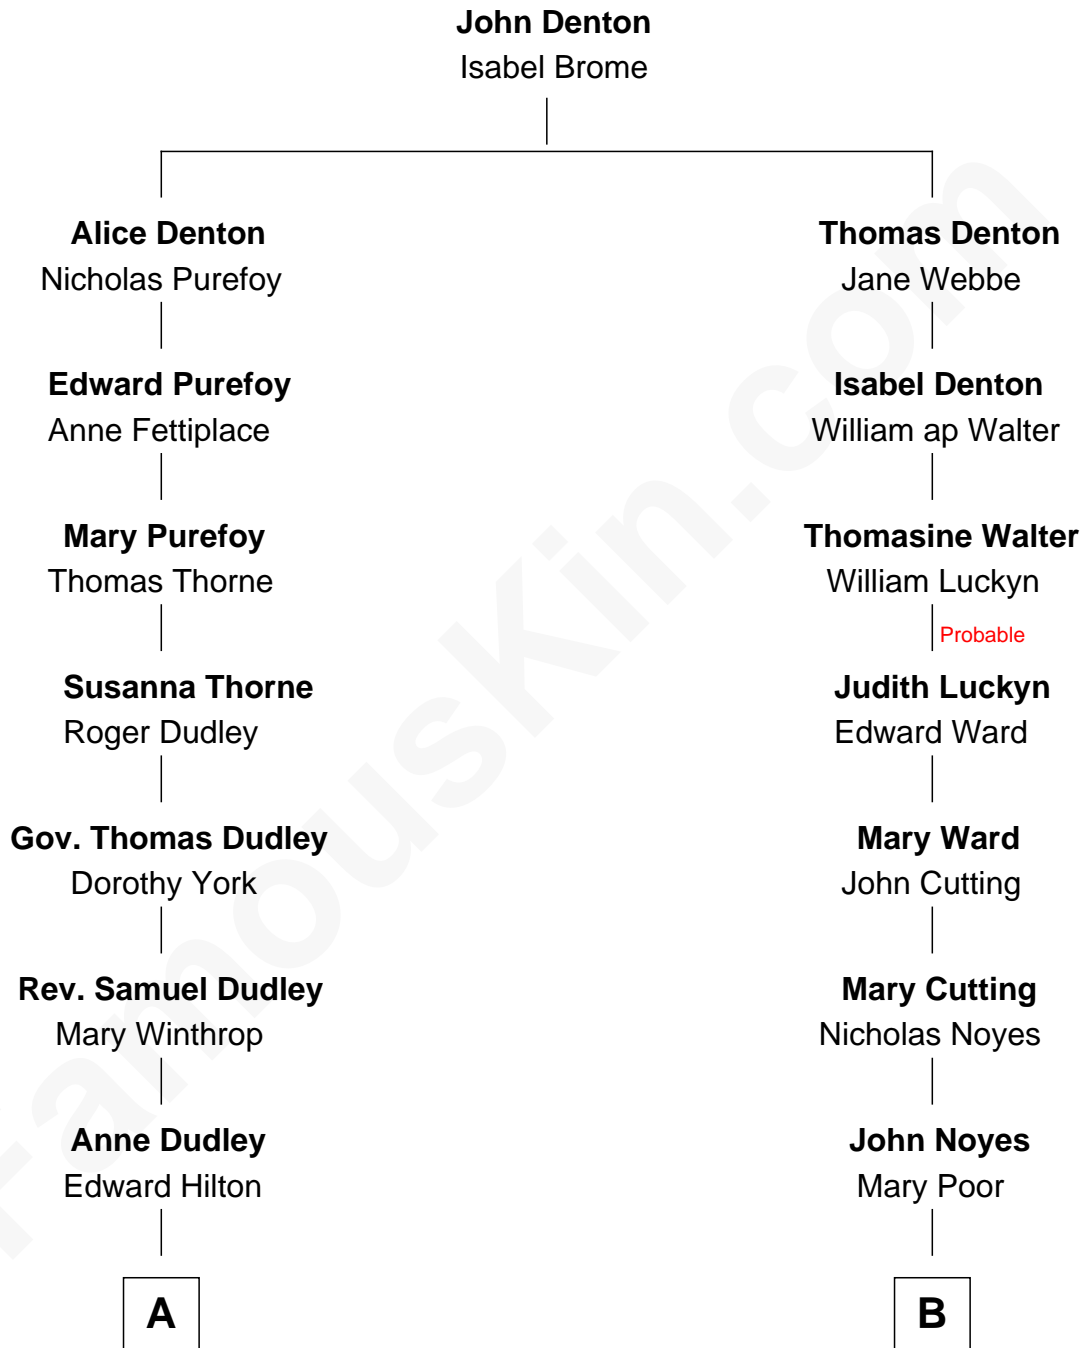 John Denton
Isabel Brome
Alice Denton
Nicholas Purefoy
Thomas Denton
Jane Webbe
Edward Purefoy
Anne Fettiplace
Isabel Denton
William ap Walter
Mary Purefoy
Thomas Thorne
Thomasine Walter
William Luckyn
Probable
Susanna Thorne
Roger Dudley
Judith Luckyn
Edward Ward
Gov. Thomas Dudley
Dorothy York
Mary Ward
John Cutting
Rev. Samuel Dudley
Mary Winthrop
Mary Cutting
Nicholas Noyes
Anne Dudley
Edward Hilton
John Noyes
Mary Poor
A
B
FamousKin.com